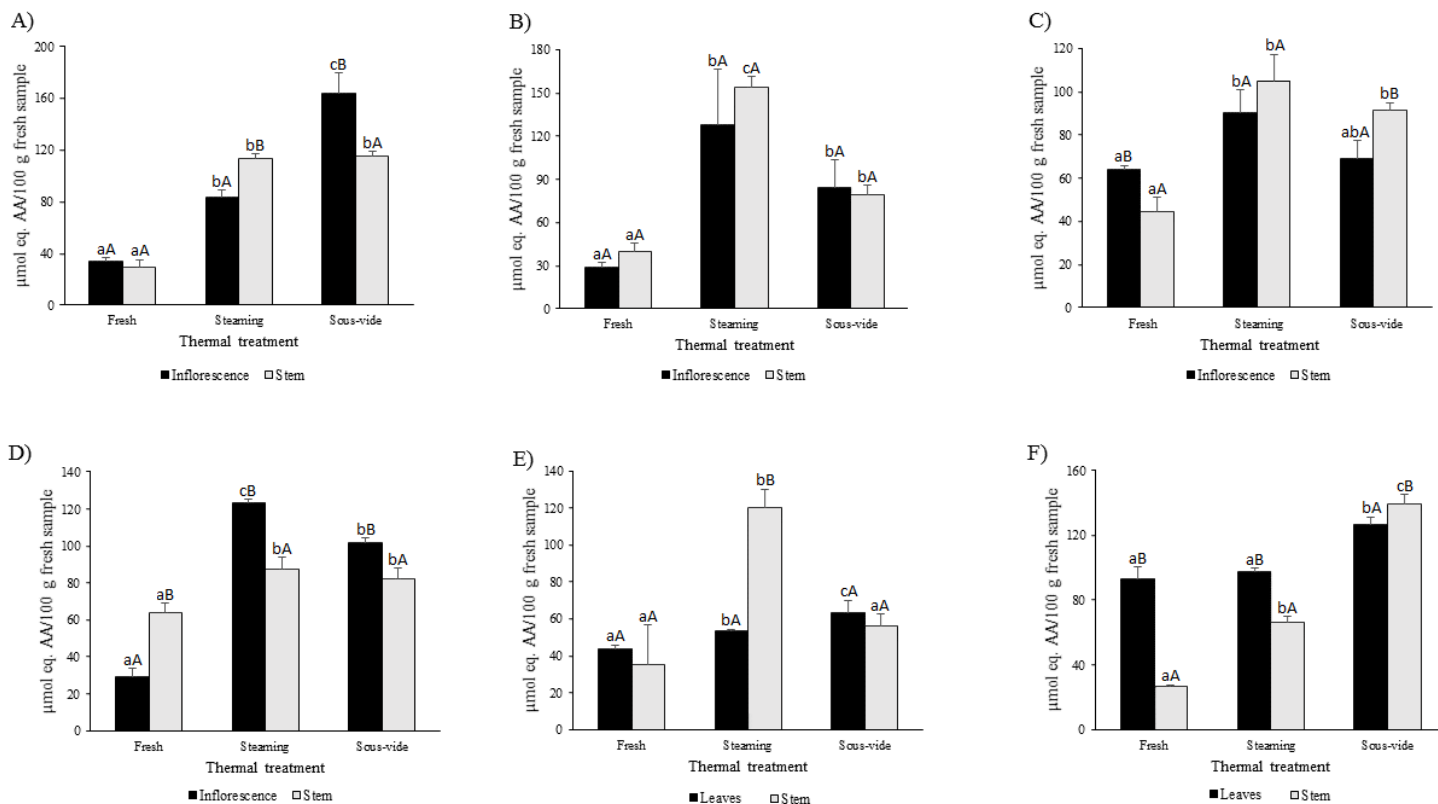 A)
µmol eq. AA/100 g fresh sample
200
160
120
80
40
0
aA aA
bA bB
cB bA
Fresh Steaming Sous-vide
Thermal treatment
Inflorescence Stem
B)
µmol eq. AA/100 g fresh sample
180
150
120
90
60
30
0
aA aA
bA cA
bA bA
Fresh Steaming Sous-vide
Thermal treatment
Inflorescence Stem
C)
µmol eq. AA/100 g fresh sample
120
100
80
60
40
20
0
aB aA
bA bA
abA bB
Fresh Steaming Sous-vide
Thermal treatment
Inflorescence Stem
D)
µmol eq. AA/100 g fresh sample
140
120
100
80
60
40
20
0
aA aB
cB bA
bB bA
Fresh Steaming Sous-vide
Thermal treatment
Inflorescence Stem
E)
µmol eq. AA/100 g fresh sample
140
120
100
80
60
40
20
0
aA aA
bA bB
cA aA
Fresh Steaming Sous-vide
Thermal treatment
Leaves Stem
F)
µmol eq. AA/100 g fresh sample
160
120
80
40
0
aB aA
aB bA
bA cB
Fresh Steaming Sous-vide
Thermal treatment
Leaves Stem